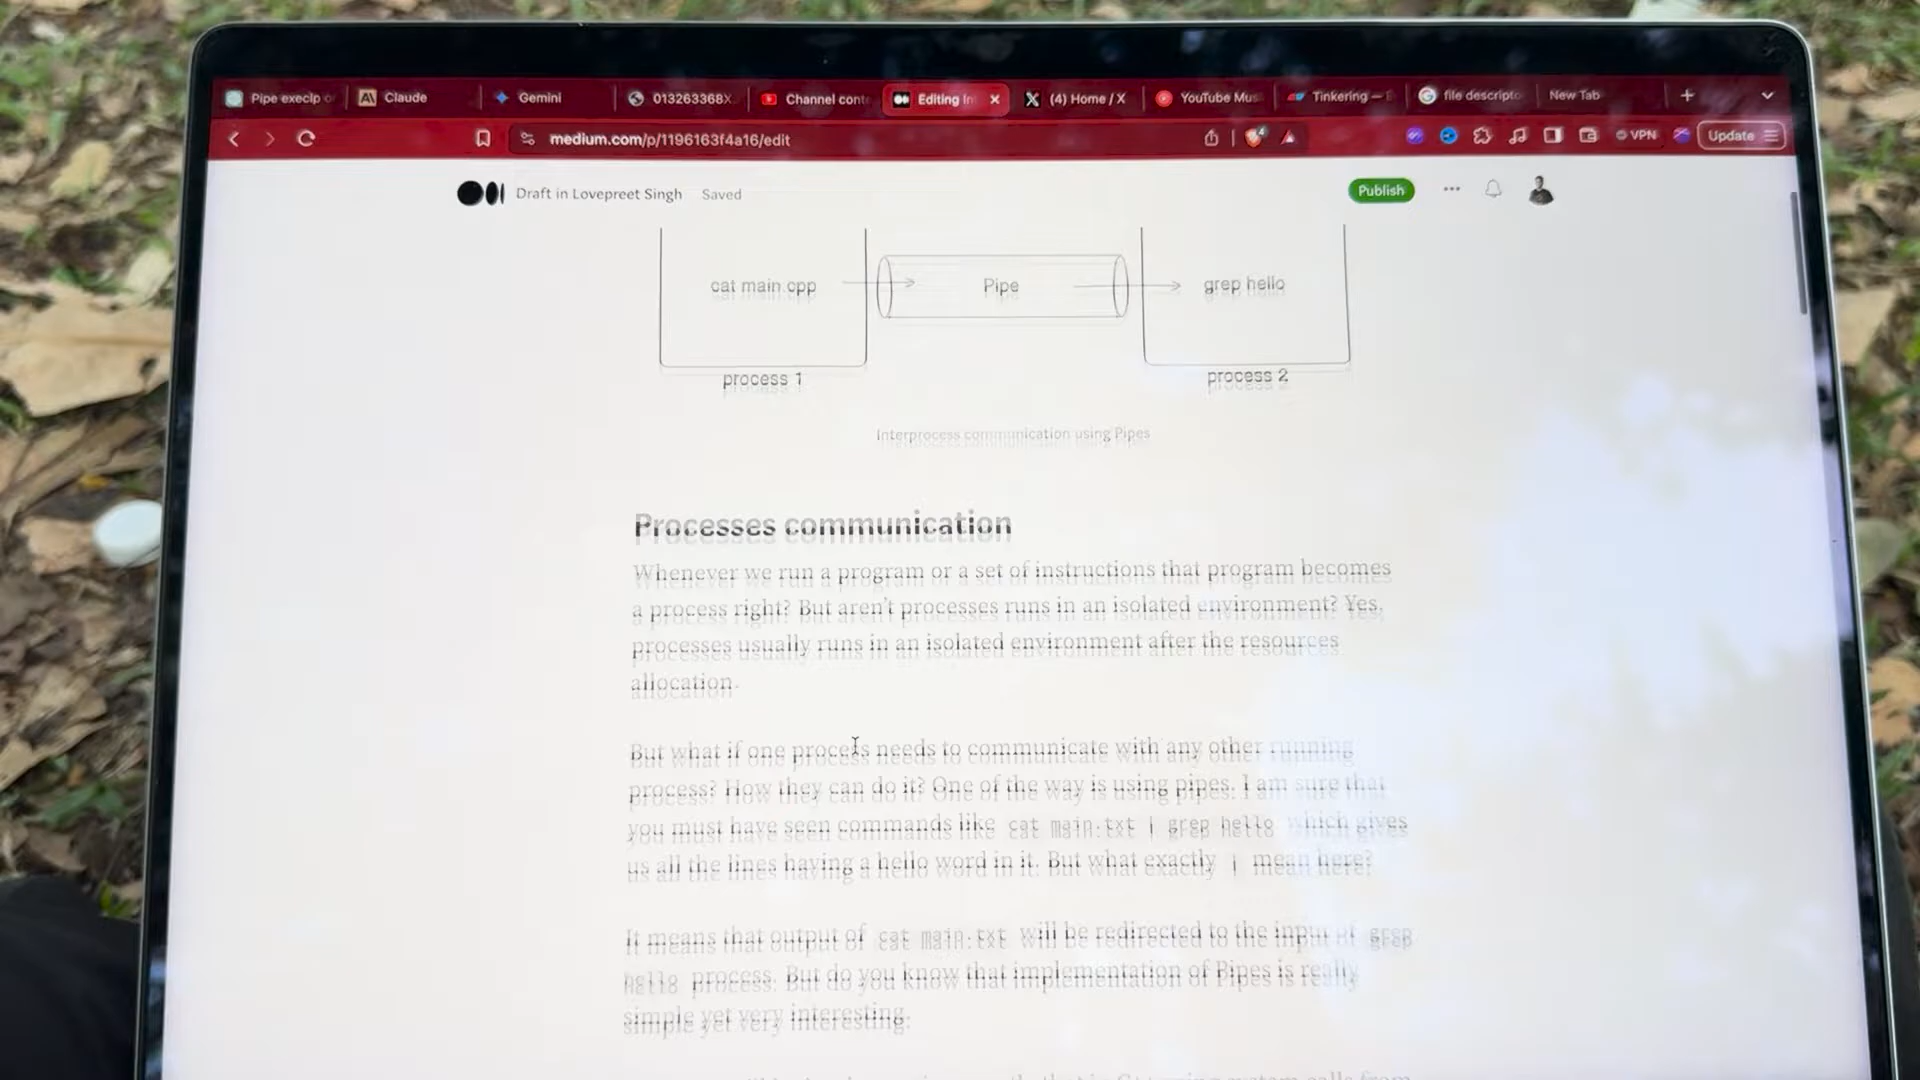 Pipe execlp or
Claude
Gemini
013263368X
Channel conte
Editing In
(4) Home / X
YouTube Mus
Tinkering —
file descripto
New Tab
medium.com/p/1196163f4a16/edit
4
VPN
Update
Draft in Lovepreet Singh
Saved
Publish
cat main cpp
Pipe
grep hello
process 1
process 2
Interprocess communication using Pipes
Processes communication
Whenever we run a program or a set of instructions that program becomes
a process right? But aren't processes runs in an isolated environment? Yes,
processes usually runs in an isolated environment after the resources
allocation.
But what if one process needs to communicate with any other running
process? How they can do it? One of the way is using pipes. I am sure that
you must have seen commands like cat main.txt | grep hello which gives
us all the lines having a hello word in it. But what exactly | mean here?
It means that output of cat main.txt will be redirected to the input of grep
hello process. But do you know that implementation of Pipes is really
simple yet very interesting.